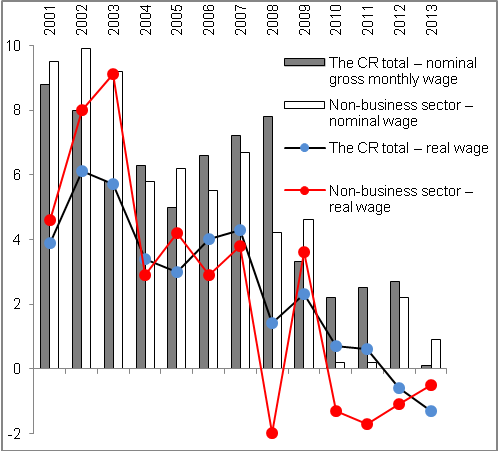 2001
2002
2003
2004
2005
2006
2007
2008
2009
2010
2011
2012
2013
10
8
6
4
2
0
-2
The CR total – nominal
gross monthly wage
Non-business sector –
nominal wage
The CR total – real wage
Non-business sector –
real wage